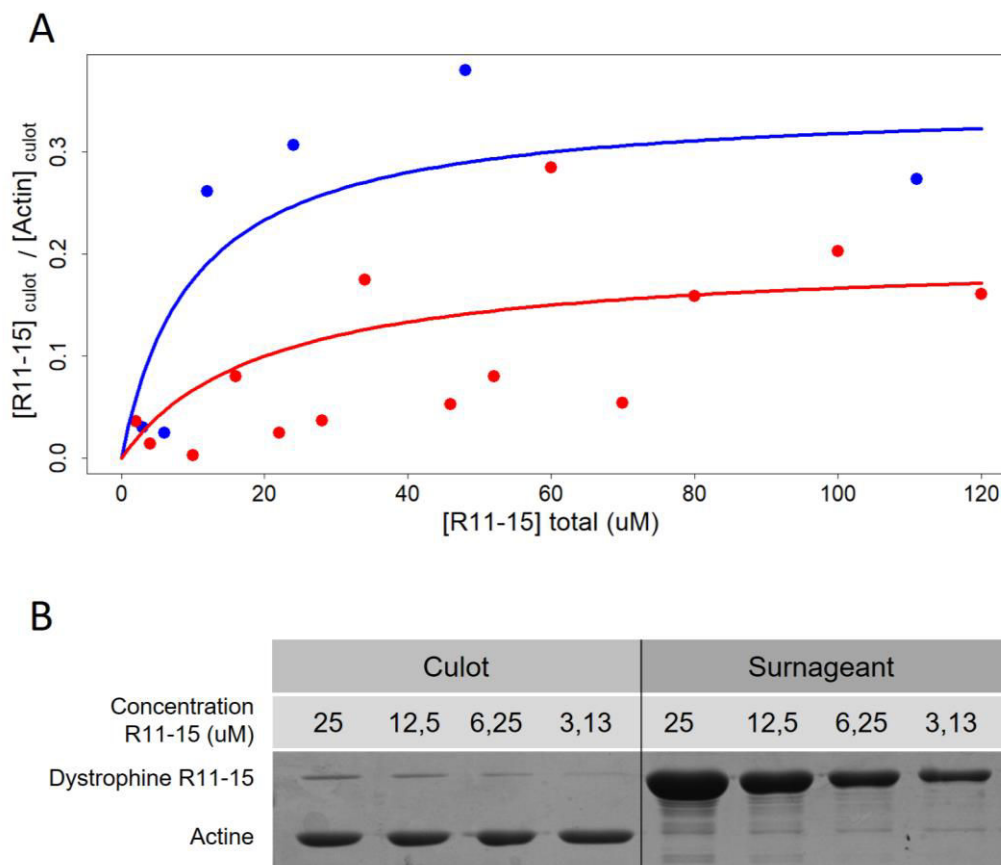 A
[R11-15] culot / [Actin] culot
0.3
0.2
0.1
0.0
0 20 40 60 80 100 120
[R11-15] total (uM)
B
Culot Surnageant
Concentration
R11-15 (uM)
25 12,5 6,25 3,13 25 12,5 6,25 3,13
Dystrophine R11-15
Actine